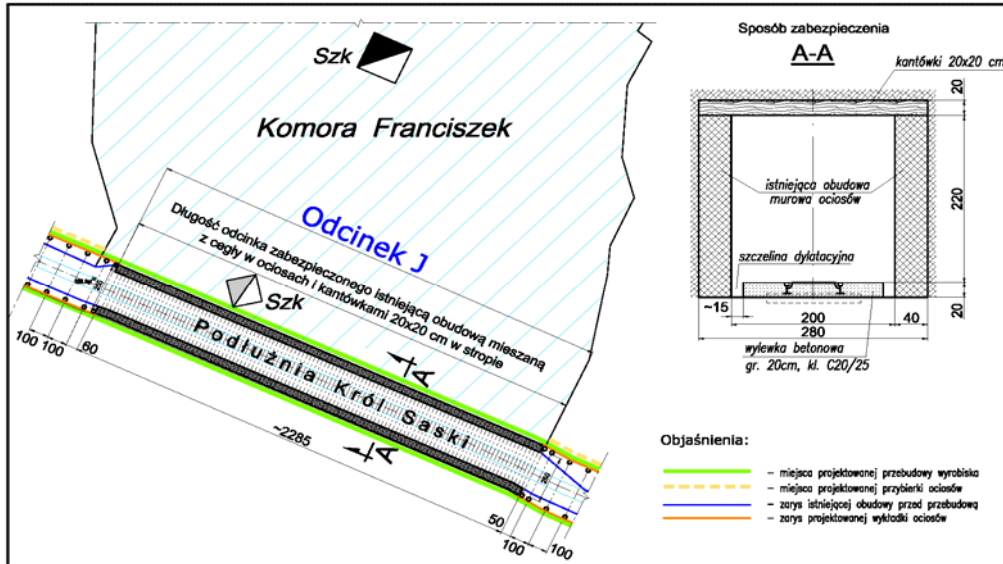 Szk
Komora Franciszek
Odcinek J
Długość odcinka zabezpieczonego istniejącą obudową mieszaną
z cegły w ociosach i kantówkami 20x20 cm w stropie
Szk
Podłużnia Król Saski
A
A
100
100
60
~2285
50
100
100
Sposób zabezpieczenia
A-A
kantówki 20x20 cm
20
istniejąca obudowa
murowa ociosów
220
szczelina dylatacyjna
~15
200
40
280
20
wylewka betonowa
gr. 20cm, kl. C20/25
Objaśnienia:
– miejsca projektowanej przebudowy wyrobiska
– miejsca projektowanej przybierki ociosów
– zarys istniejącej obudowy przed przebudową
– zarys projektowanej wykładki ociosów